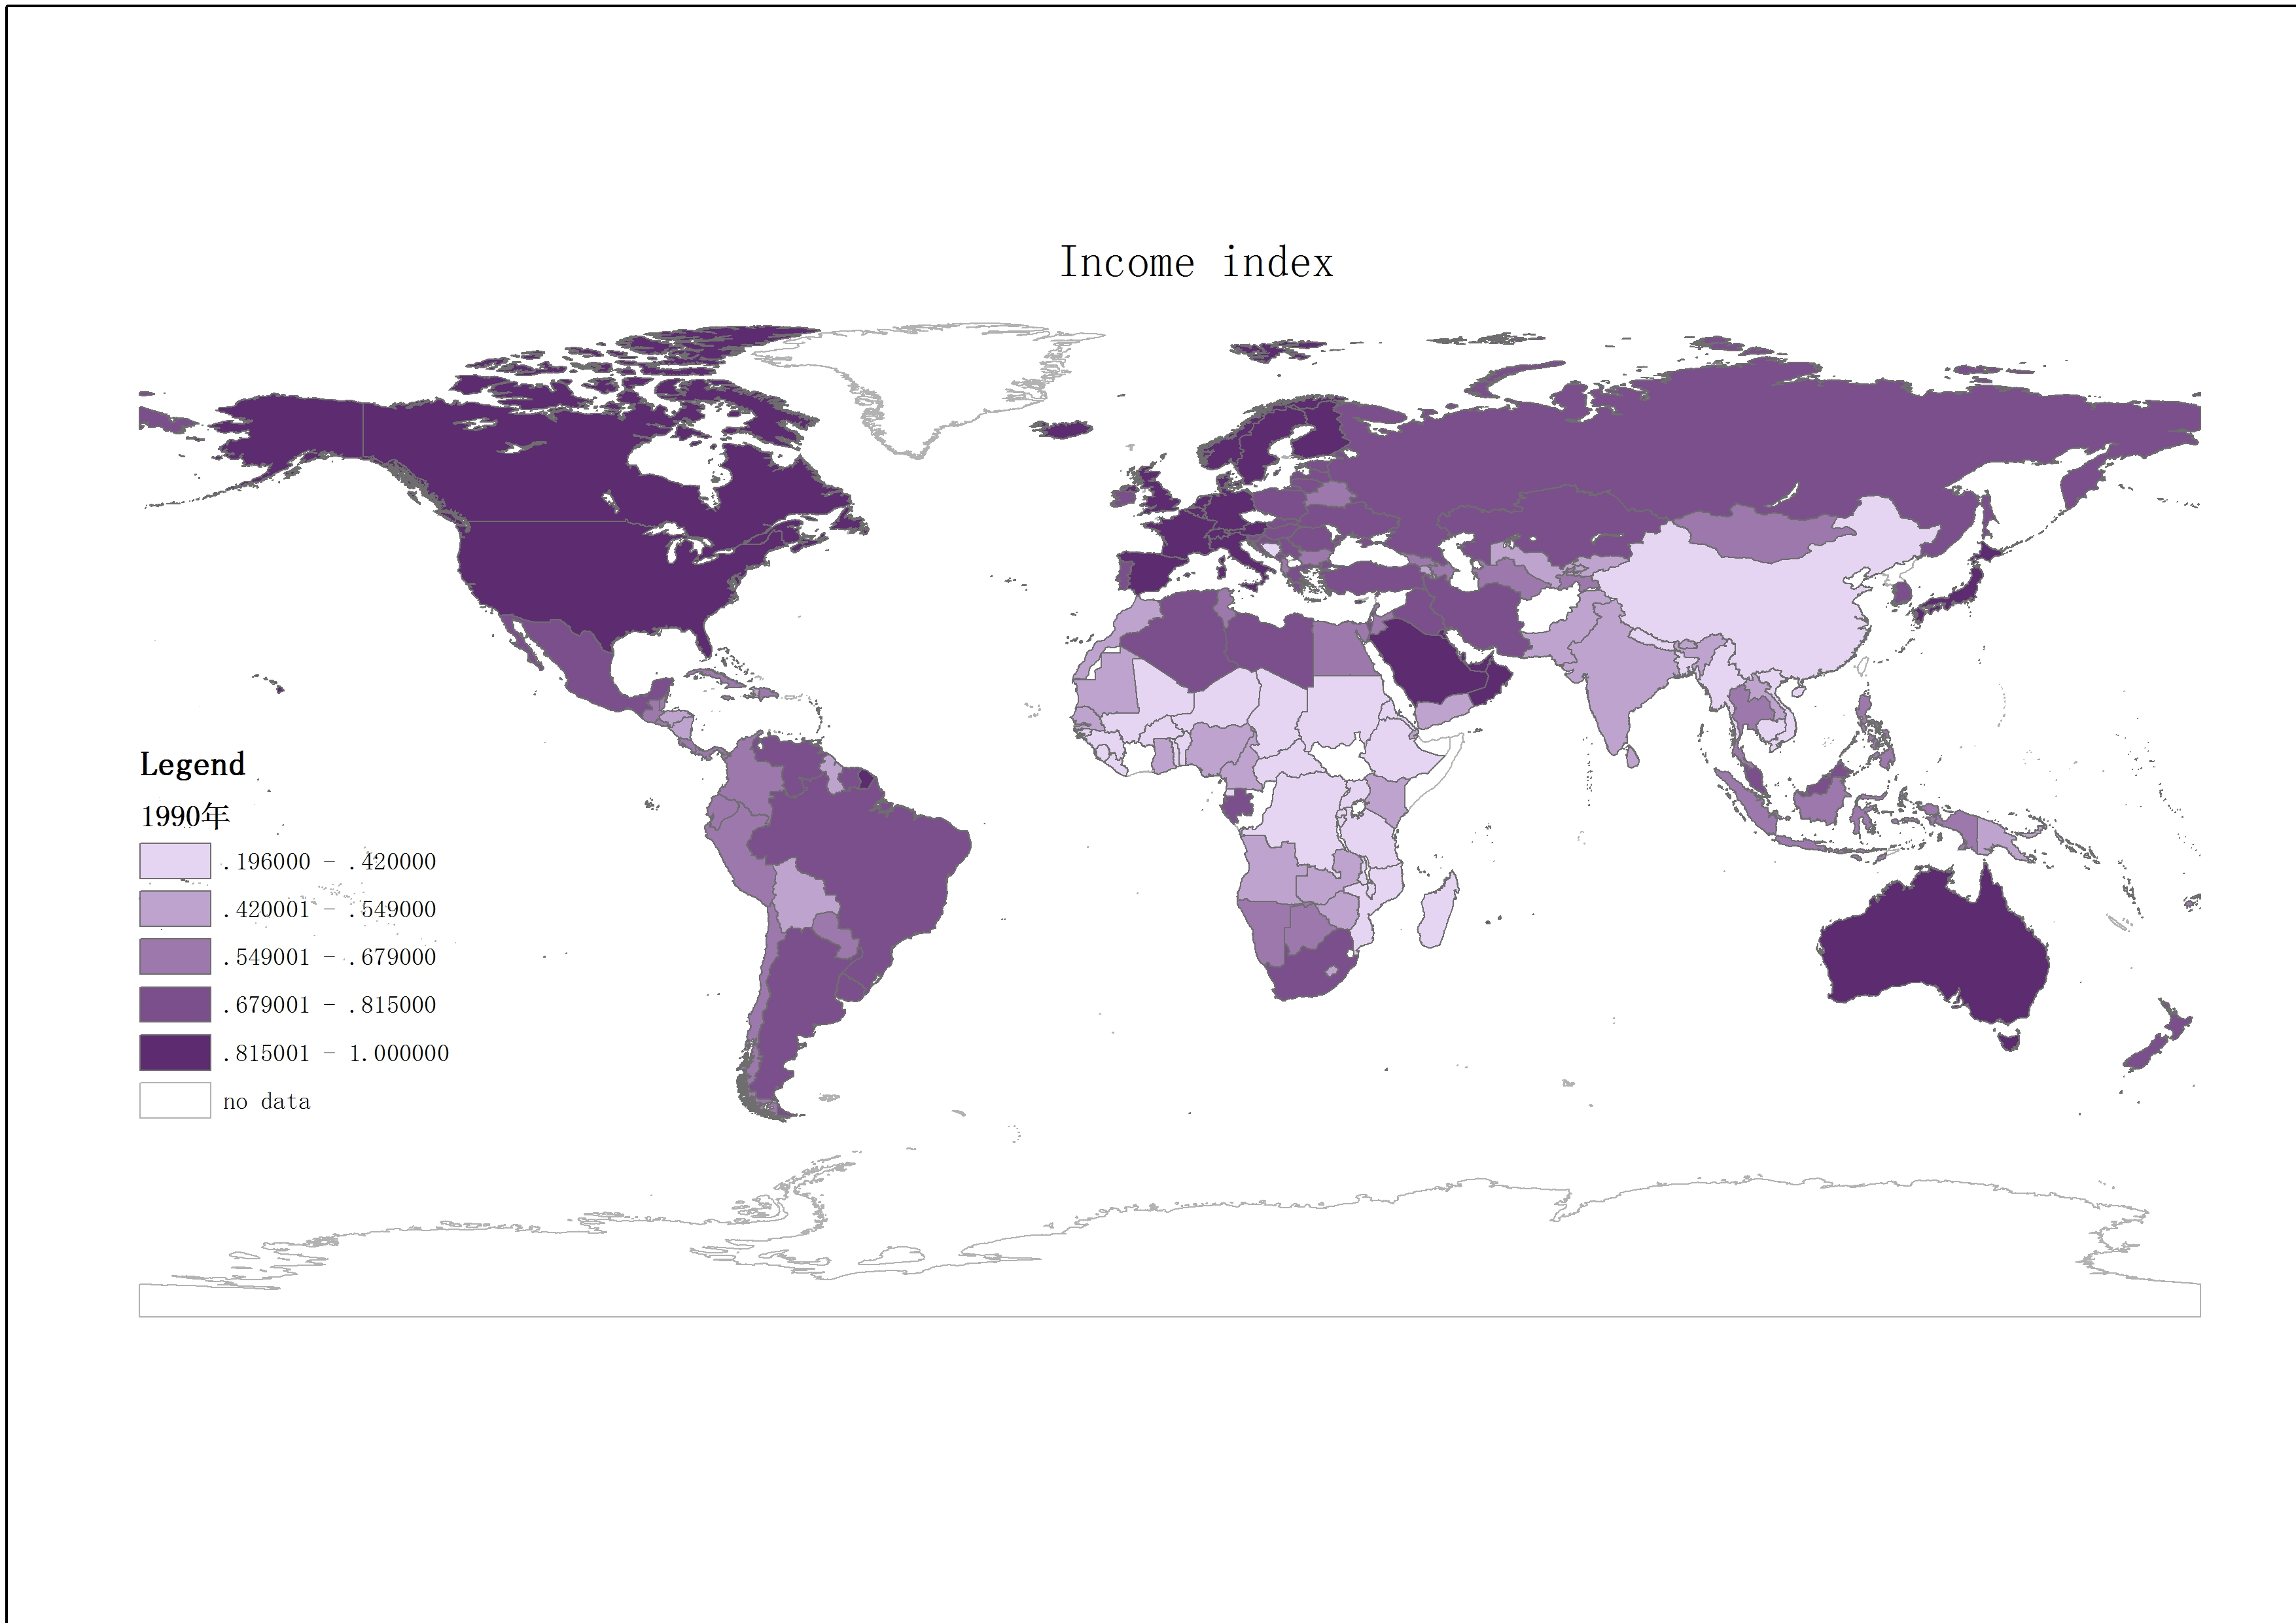 Income index
Legend
1990年
.196000 - .420000
.420001 - .549000
.549001 - .679000
.679001 - .815000
.815001 - 1.000000
no data